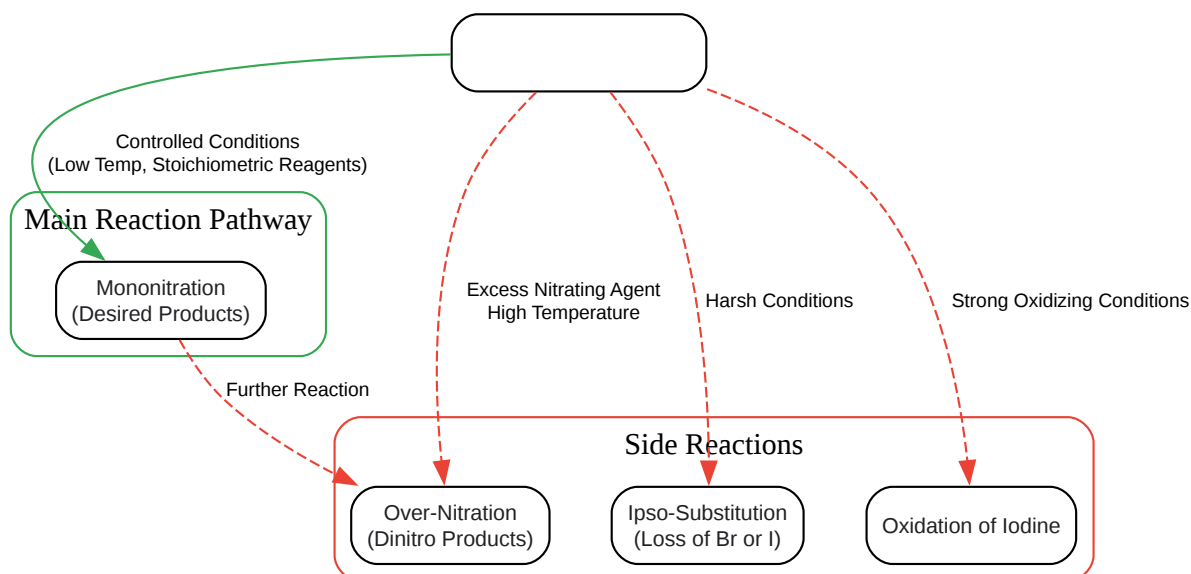 Controlled Conditions
(Low Temp, Stoichiometric Reagents)
Main Reaction Pathway
Mononitration
(Desired Products)
Excess Nitrating Agent
High Temperature
Harsh Conditions
Strong Oxidizing Conditions
Further Reaction
Side Reactions
Over-Nitration
(Dinitro Products)
Ipso-Substitution
(Loss of Br or I)
Oxidation of Iodine